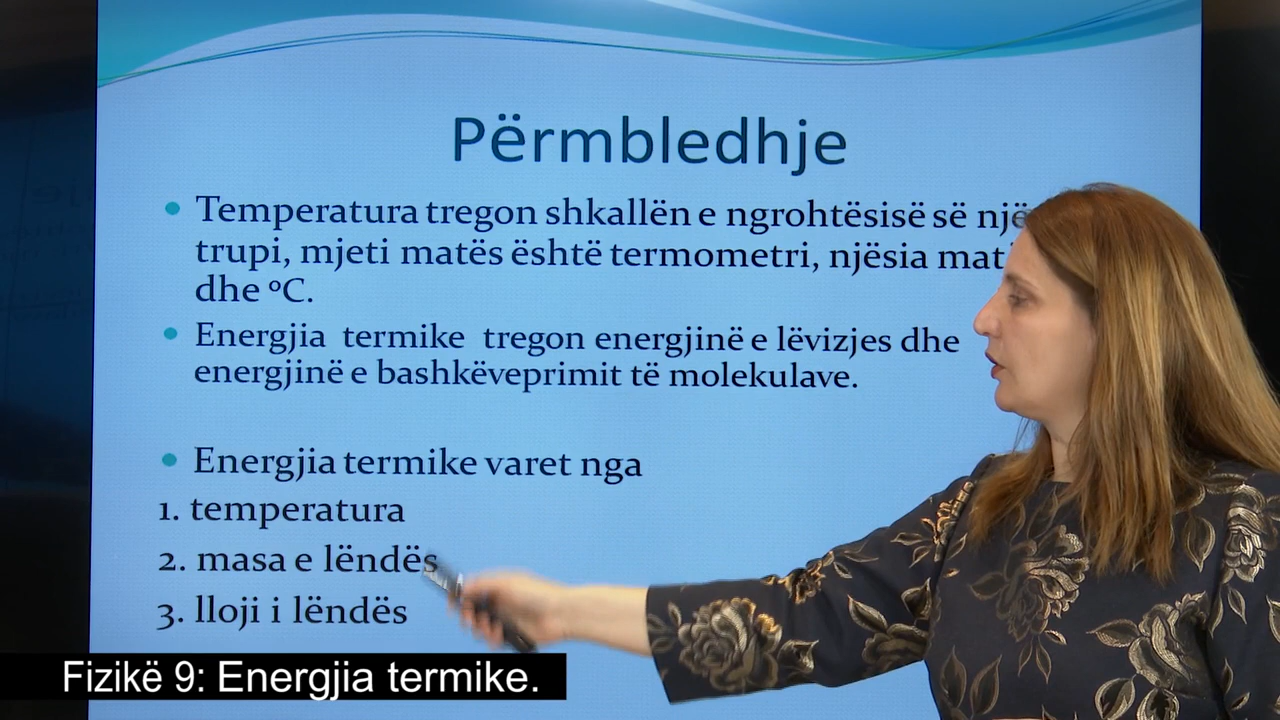 Përmbledhje
Temperatura tregon shkallën e ngrohtësisë së një
trupi, mjeti matës është termometri, njësia
dhe ºC.
Energjia termike tregon energjinë e lëvizjes dhe
energjinë e bashkëveprimit të molekulave.
Energjia termike varet nga
1. temperatura
2. masa e lëndës
3. lloji i lëndës
Fizikë 9: Energjia termike.